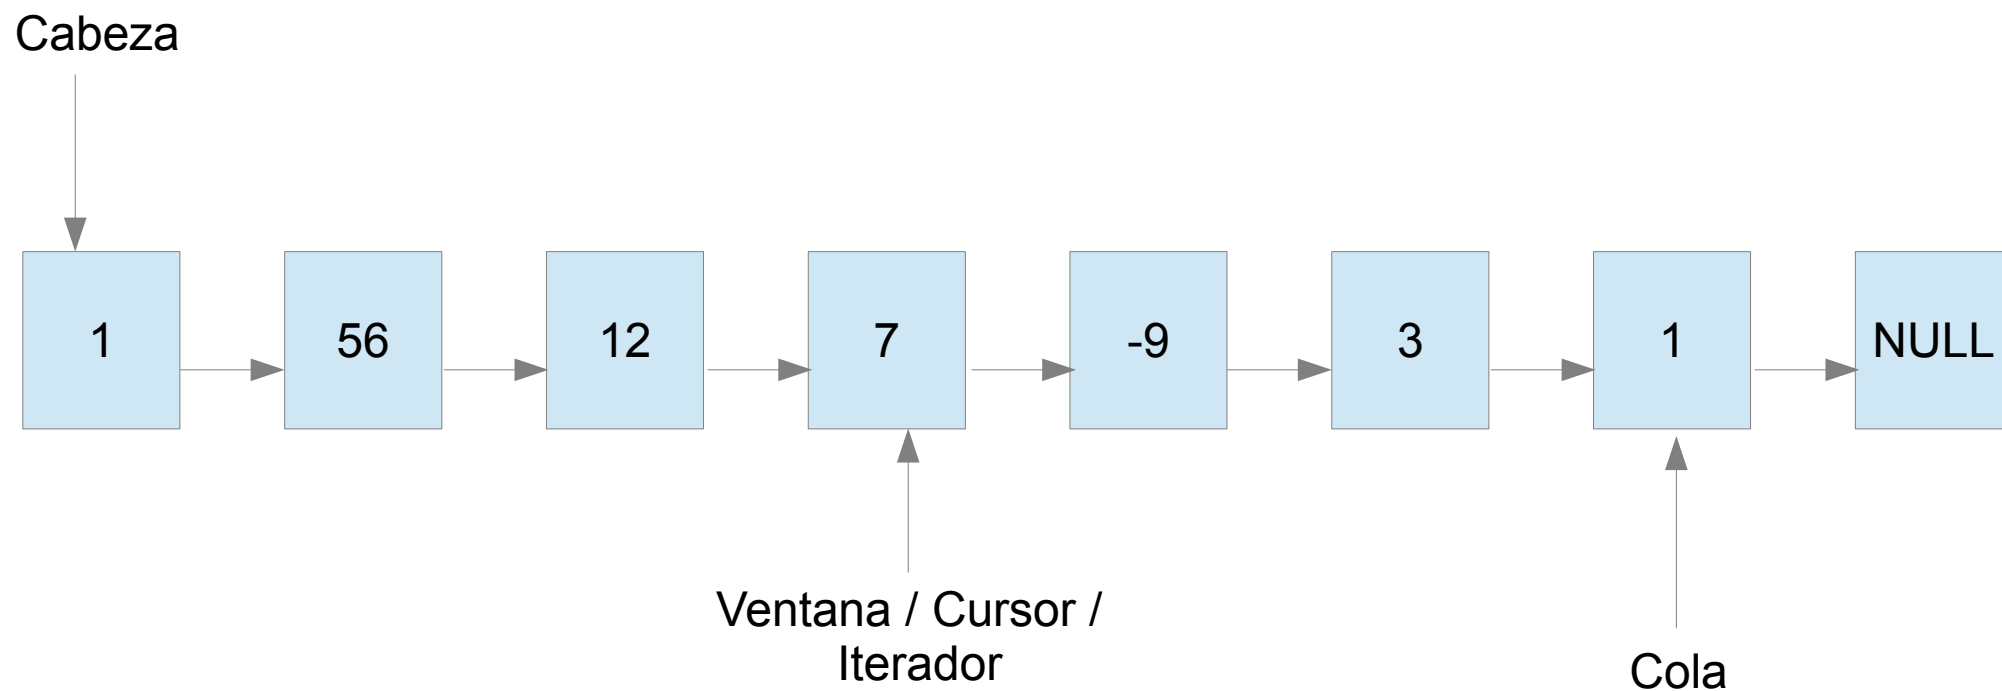 Cabeza
1 56 12 7 -9 3 1 NULL
Ventana / Cursor /
Iterador
Cola